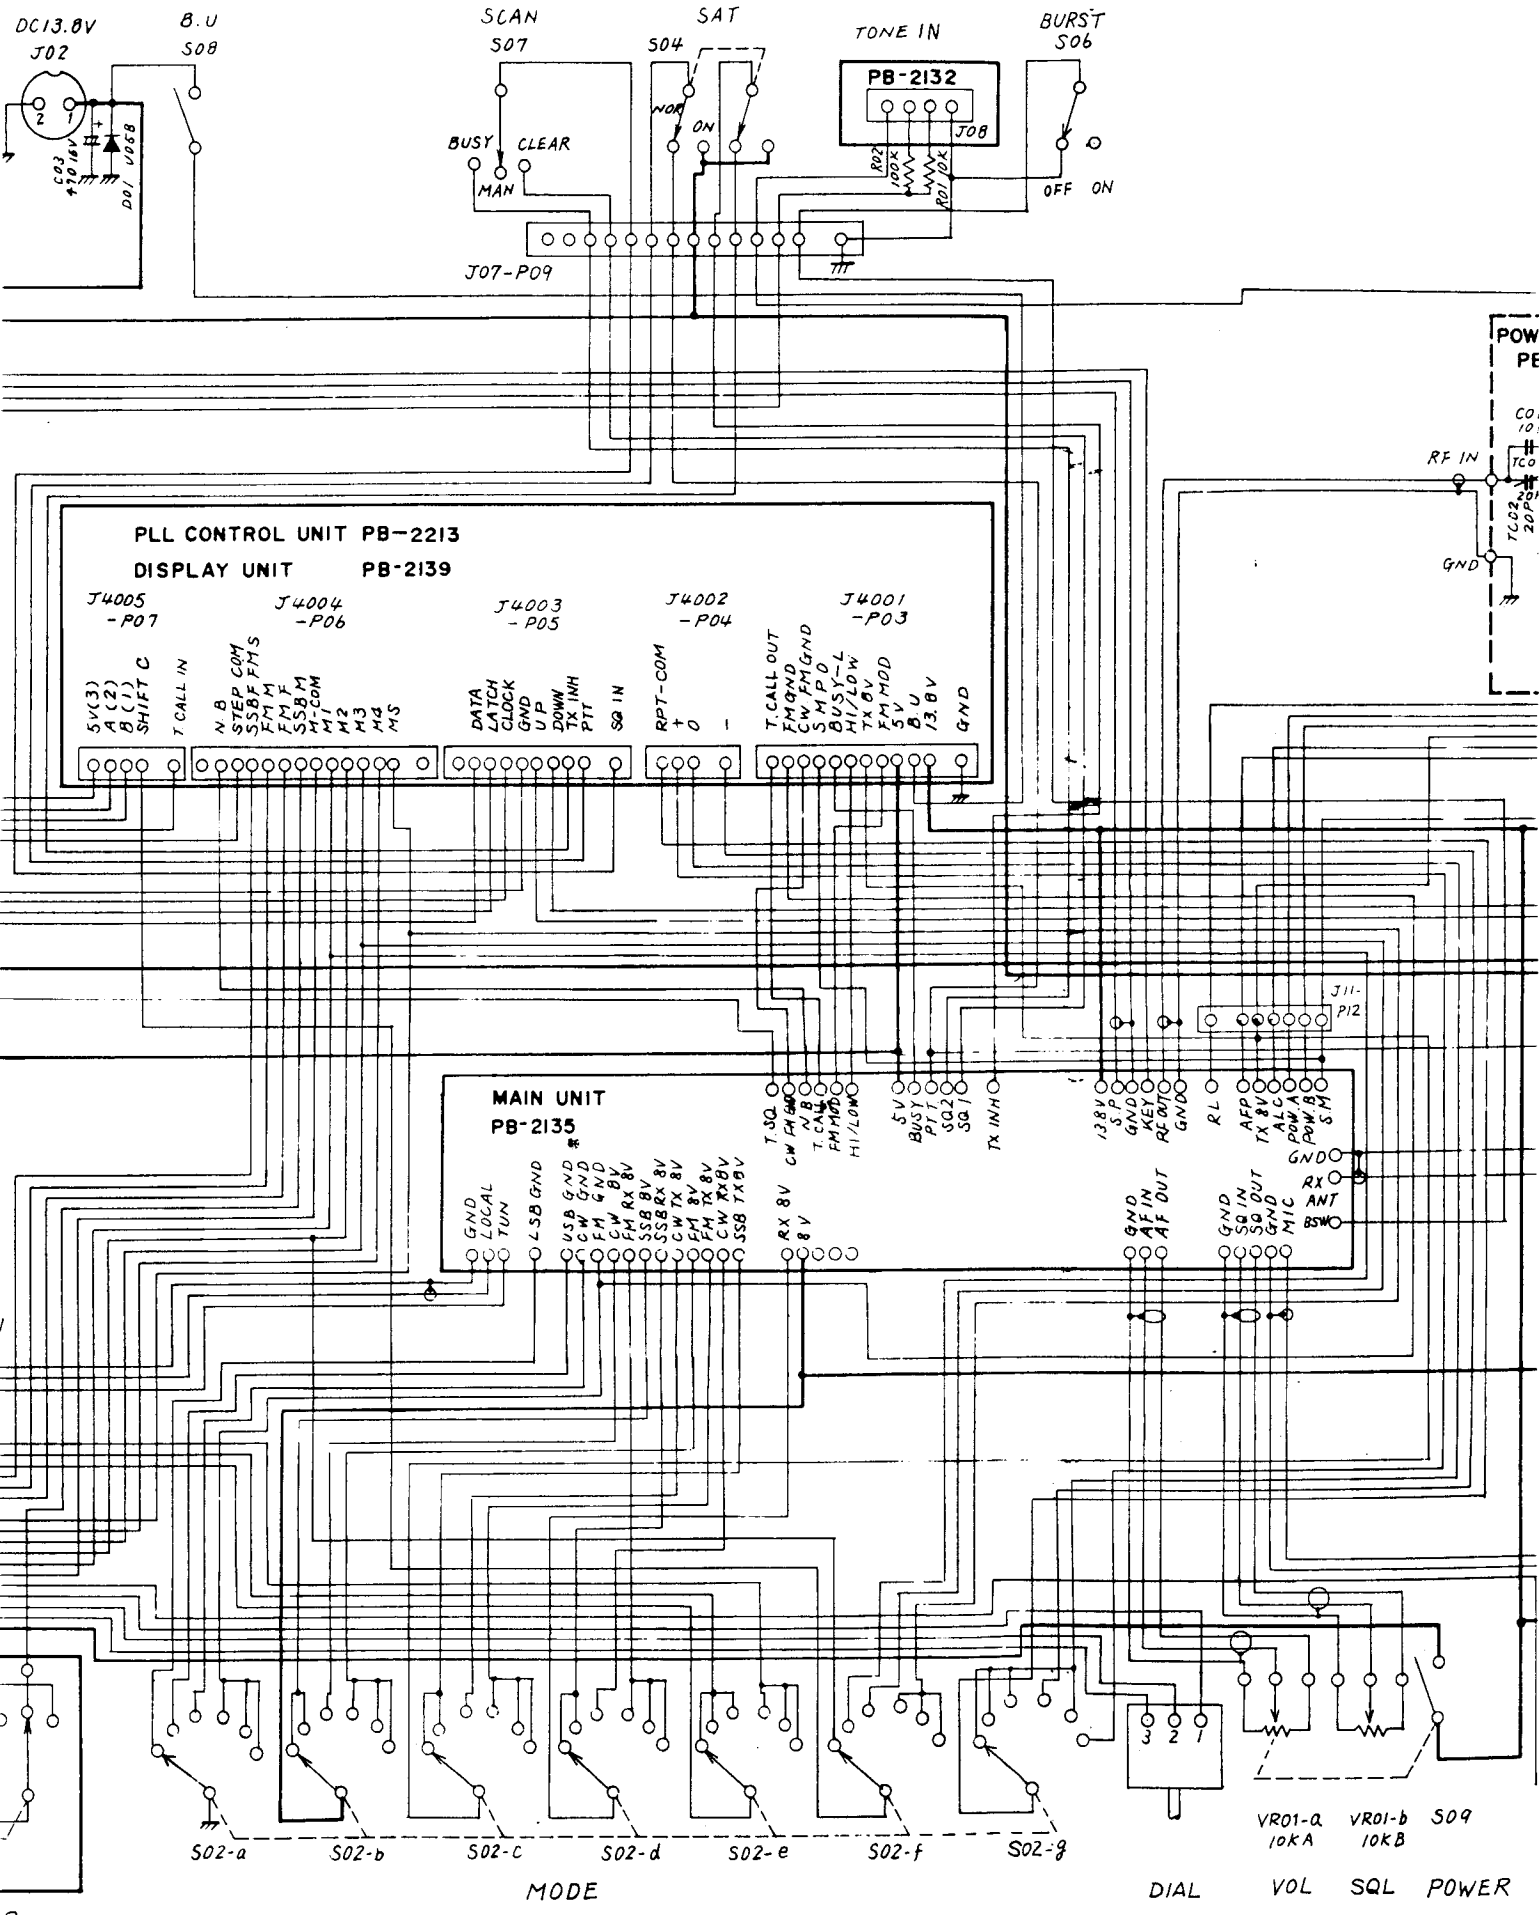 DC13.8V
J02
2 1
C03
470 16V
+
D01 U05B
B.U
S08
SCAN
S07
BUSY
CLEAR
MAN
SAT
S04
NOR
ON
TONE IN
PB-2132
J08
R02
100K
R01 10K
BURST
S06
OFF ON
J07-P09
POW
RF IN
GND
TC02
20P
PLL CONTROL UNIT PB-2213
DISPLAY UNIT PB-2139
J4005
-P07
J4004
-P06
J4003
-P05
J4002
-P04
J4001
-P03
5V(3)
A(2)
B(1)
SHIFT C
T CALL IN
N.B
STEP COM
SSBF FMS
FM M
FM F
SSB M
M-COM
M1
M2
M3
M4
MS
DATA
LATCH
CLOCK
GND
UP
DOWN
TX INH
PTT
SQ IN
RPT-COM
+
0
-
T.CALL OUT
FM GND
CW FM GND
S M P O
BUSY-L
HI/LOW
TX 8V
FM MOD
5V
B.U
13.8V
GND
J11-
P12
MAIN UNIT
PB-2135
*
T.SQ
CW FM GND
N B
T.CALL
FM MOD
HI/LOW
5V
BUSY
PTT
SQ2
SQ1
TX INH
13.8V
S.P
GND
KEY
RF OUT
GND
RL
AFP
TX 8V
ALC
POW.A
POW.B
S.M
GND
RX
ANT
BSW
GND
LOCAL
TUN
LSB GND
USB GND
CW GND
FM GND
CW 8V
FM RX 8V
SSB 8V
SSB RX 8V
CW TX 8V
FM 8V
FM TX 8V
CW RX 8V
SSB TX 8V
RX 8V
8V
GND
AF IN
AF OUT
GND
SQ IN
SQ OUT
GND
MIC
3 2 1
S02-a
S02-b
S02-c
S02-d
S02-e
S02-f
S02-g
VR01-a
10KA
VR01-b
10KB
S09
MODE
DIAL
VOL
SQL
POWER